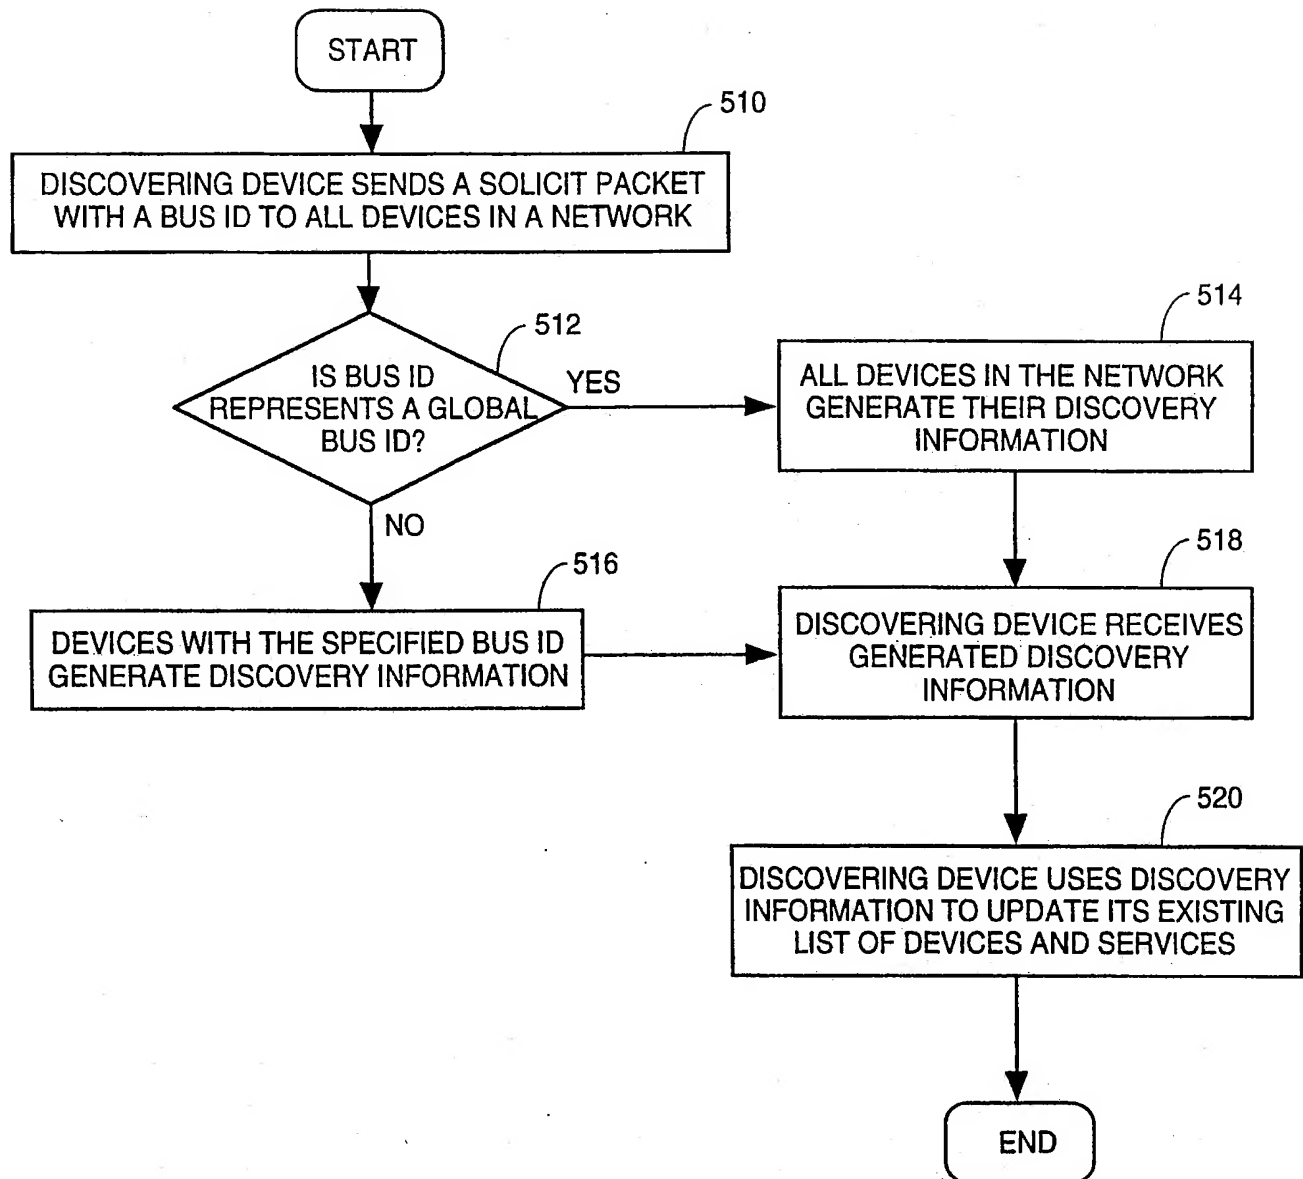 START
510
DISCOVERING DEVICE SENDS A SOLICIT PACKET
WITH A BUS ID TO ALL DEVICES IN A NETWORK
512
IS BUS ID
REPRESENTS A GLOBAL
BUS ID?
YES
514
ALL DEVICES IN THE NETWORK
GENERATE THEIR DISCOVERY
INFORMATION
NO
516
DEVICES WITH THE SPECIFIED BUS ID
GENERATE DISCOVERY INFORMATION
518
DISCOVERING DEVICE RECEIVES
GENERATED DISCOVERY
INFORMATION
520
DISCOVERING DEVICE USES DISCOVERY
INFORMATION TO UPDATE ITS EXISTING
LIST OF DEVICES AND SERVICES
END